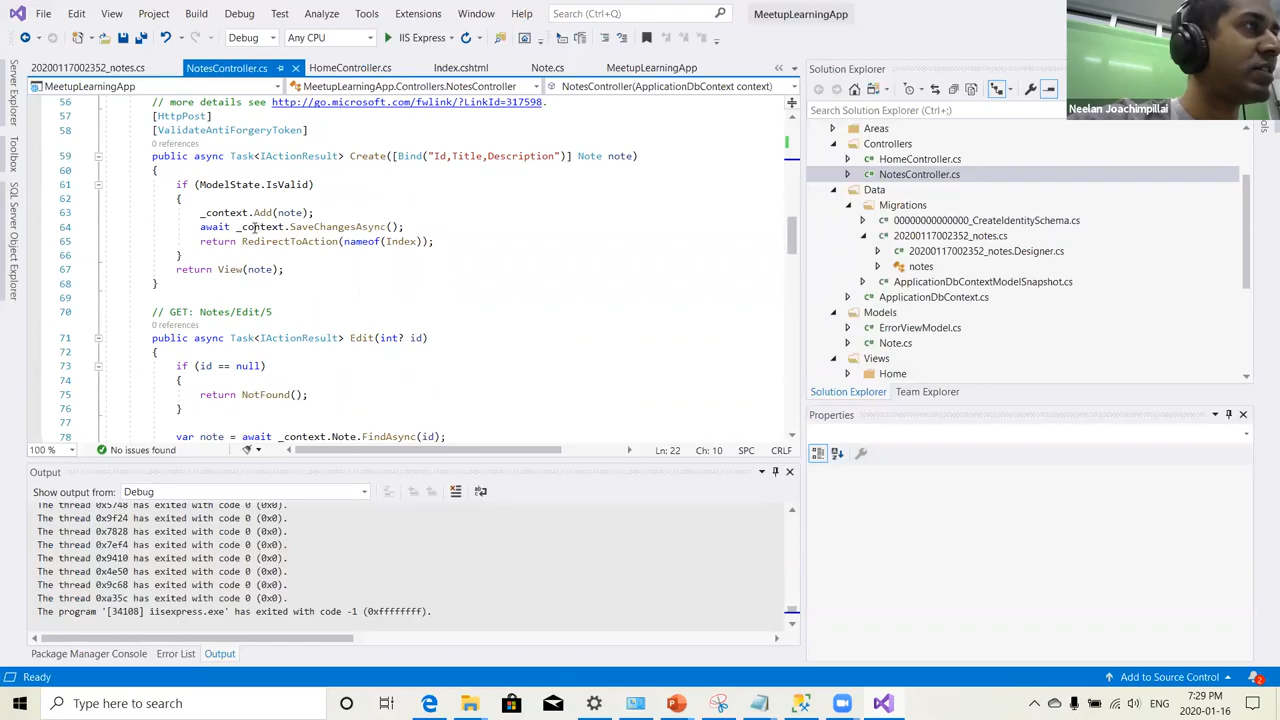 File Edit View Project Build Debug Test Analyze Tools Extensions Window Help Search (Ctrl+Q) MeetupLearningApp
Debug Any CPU IIS Express
20200117002352_notes.cs NotesController.cs HomeController.cs Index.cshtml Note.cs MeetupLearningApp
MeetupLearningApp MeetupLearningApp.Controllers.NotesController NotesController(ApplicationDbContext context)
Server Explorer
Toolbox
SQL Server Object Explorer
56 // more details see http://go.microsoft.com/fwlink/?LinkId=317598.
57 [HttpPost]
58 [ValidateAntiForgeryToken]
0 references
59 public async Task<IActionResult> Create([Bind("Id,Title,Description")] Note note)
60 {
61 if (ModelState.IsValid)
62 {
63 _context.Add(note);
64 await _context.SaveChangesAsync();
65 return RedirectToAction(nameof(Index));
66 }
67 return View(note);
68 }
69
70 // GET: Notes/Edit/5
0 references
71 public async Task<IActionResult> Edit(int? id)
72 {
73 if (id == null)
74 {
75 return NotFound();
76 }
77
78 var note = await _context.Note.FindAsync(id);
100 % No issues found Ln: 22 Ch: 10 SPC CRLF
Output
Show output from: Debug
The thread 0x5748 has exited with code 0 (0x0).
The thread 0x9f24 has exited with code 0 (0x0).
The thread 0x7828 has exited with code 0 (0x0).
The thread 0x7ef4 has exited with code 0 (0x0).
The thread 0x9410 has exited with code 0 (0x0).
The thread 0x4e50 has exited with code 0 (0x0).
The thread 0x9c68 has exited with code 0 (0x0).
The thread 0xa35c has exited with code 0 (0x0).
The program '[34108] iisexpress.exe' has exited with code -1 (0xffffffff).
Package Manager Console Error List Output
Solution Explorer
Search Solution Explorer (Ctrl+;)
Areas
Controllers
C# HomeController.cs
C# NotesController.cs
Data
Migrations
C# 00000000000000_CreateIdentitySchema.cs
C# 20200117002352_notes.cs
C# 20200117002352_notes.Designer.cs
notes
C# ApplicationDbContextModelSnapshot.cs
C# ApplicationDbContext.cs
Models
C# ErrorViewModel.cs
C# Note.cs
Views
Home
Solution Explorer Team Explorer
Properties
Neelan Joachimpillai
Ready Add to Source Control 2
Type here to search
7:29 PM
2020-01-16